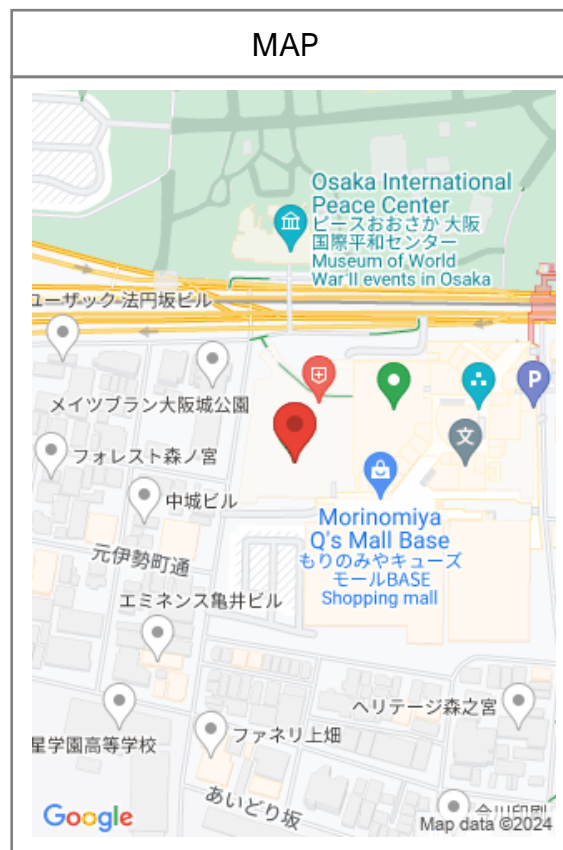 MAP
Osaka International
Peace Center
ピースおおさか 大阪
国際平和センター
Museum of World
War II events in Osaka
ユーザック 法円坂ビル
メイツブラン大阪城公園
P
文
フォレスト森ノ宮
中城ビル
Morinomiya
Q's Mall Base
もりのみやキューズ
モールBASE
Shopping mall
元伊勢町通
エミネンス亀井ビル
ヘリテージ森之宮
星学園高等学校
ファネリ上畑
あいどり坂
Google
Map data ©2024